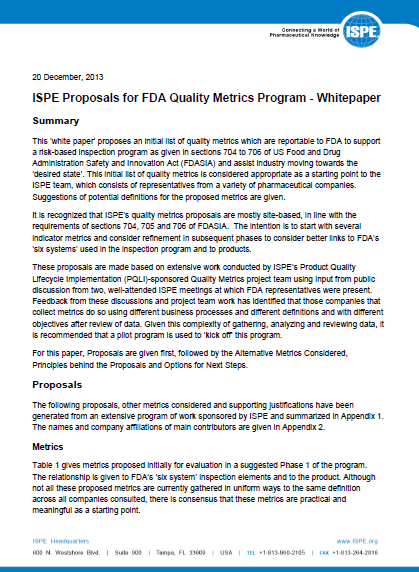 Connecting a World of
Pharmaceutical Knowledge
ISPE
20 December, 2013
ISPE Proposals for FDA Quality Metrics Program - Whitepaper
Summary
This 'white paper' proposes an initial list of quality metrics which are reportable to FDA to support
a risk-based inspection program as given in sections 704 to 706 of US Food and Drug
Administration Safety and Innovation Act (FDASIA) and assist industry moving towards the
'desired state'. This initial list of quality metrics is considered appropriate as a starting point to the
ISPE team, which consists of representatives from a variety of pharmaceutical companies.
Suggestions of potential definitions for the proposed metrics are given.
It is recognized that ISPE's quality metrics proposals are mostly site-based, in line with the
requirements of sections 704, 705 and 706 of FDASIA. The intention is to start with several
indicator metrics and consider refinement in subsequent phases to consider better links to FDA's
'six systems' used in the inspection program and to products.
These proposals are made based on extensive work conducted by ISPE's Product Quality
Lifecycle Implementation (PQLI)-sponsored Quality Metrics project team using input from public
discussion from two, well-attended ISPE meetings at which FDA representatives were present.
Feedback from these discussions and project team work has identified that those companies that
collect metrics do so using different business processes and different definitions and with different
objectives after review of data. Given this complexity of gathering, analyzing and reviewing data, it
is recommended that a pilot program is used to 'kick off' this program.
For this paper, Proposals are given first, followed by the Alternative Metrics Considered,
Principles behind the Proposals and Options for Next Steps.
Proposals
The following proposals, other metrics considered and supporting justifications have been
generated from an extensive program of work sponsored by ISPE and summarized in Appendix 1.
The names and company affiliations of main contributors are given in Appendix 2.
Metrics
Table 1 gives metrics proposed initially for evaluation in a suggested Phase 1 of the program.
The relationship is given to FDA's 'six system' inspection elements and to the product. Although
not all these proposed metrics are currently gathered in uniform ways to the same definition
across all companies consulted, there is consensus that these metrics are practical and
meaningful as a starting point.
ISPE Headquarters www.ISPE.org
600 N. Westshore Blvd. | Suite 900 | Tampa, FL 33609 | USA | TEL +1-813-960-2105 | FAX +1-813-264-2816